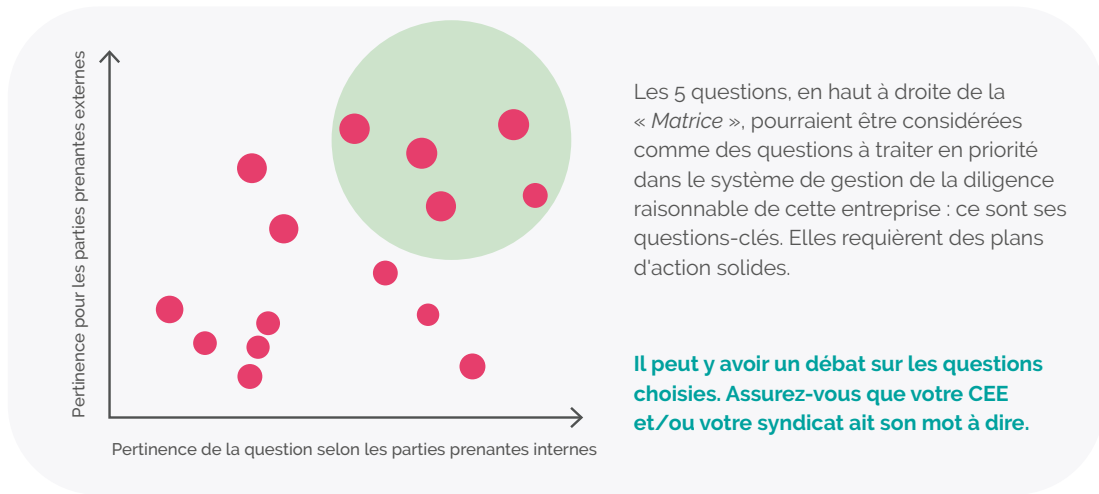 Pertinence pour les parties prenantes externes
Pertinence de la question selon les parties prenantes internes
Les 5 questions, en haut à droite de la
« Matrice », pourraient être considérées
comme des questions à traiter en priorité
dans le système de gestion de la diligence
raisonnable de cette entreprise : ce sont ses
questions-clés. Elles requièrent des plans
d'action solides.
Il peut y avoir un débat sur les questions
choisies. Assurez-vous que votre CEE
et/ou votre syndicat ait son mot à dire.